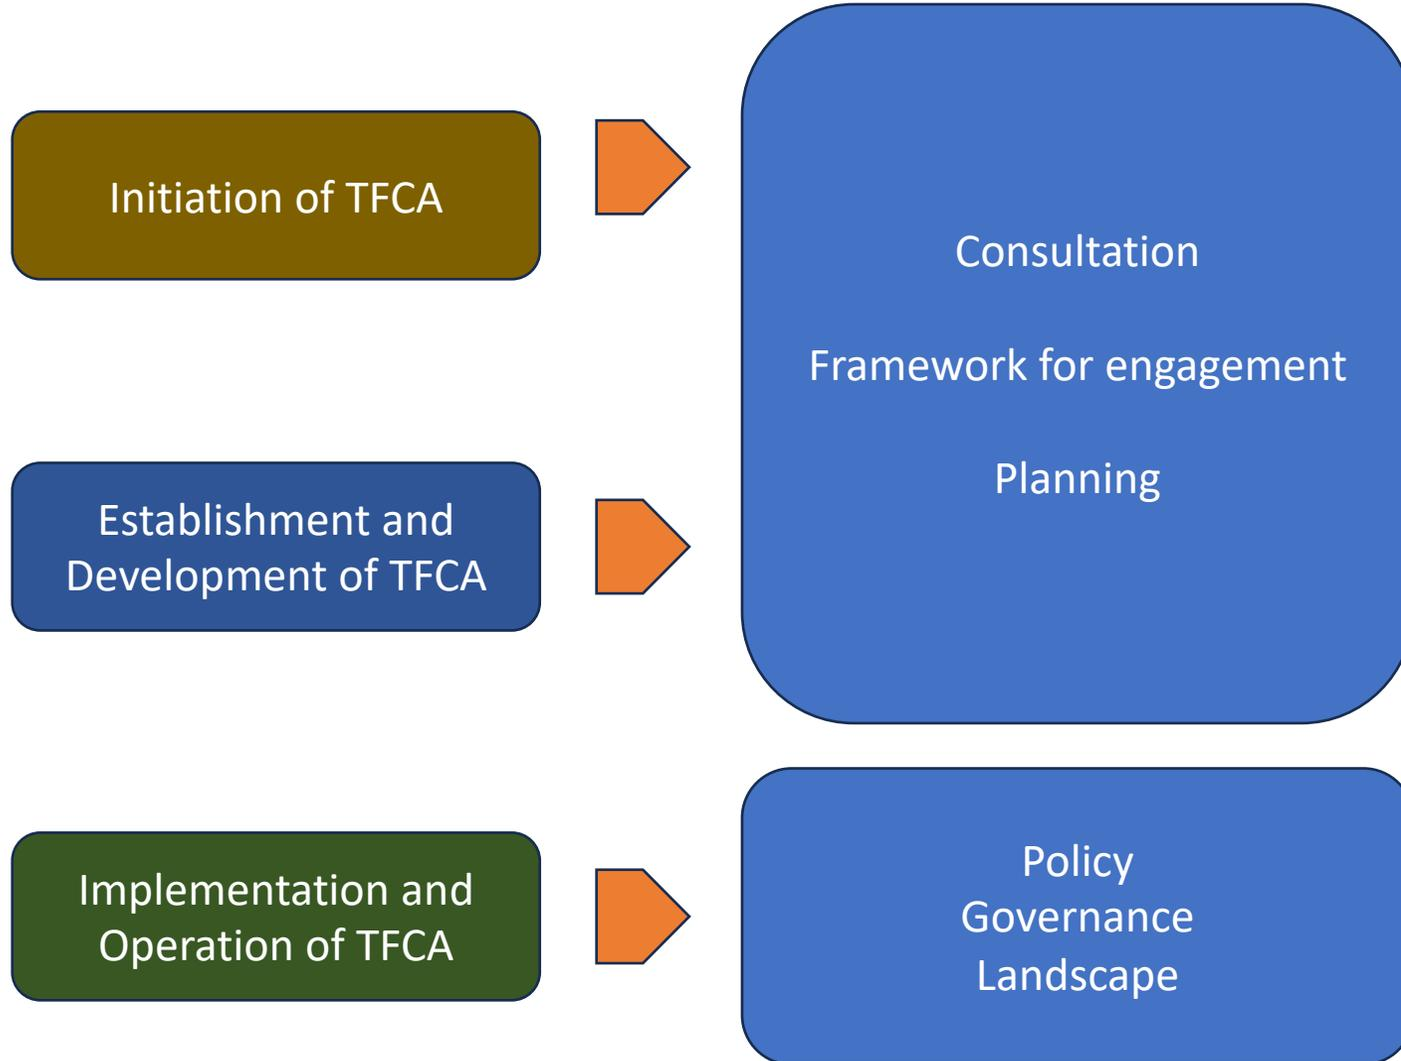 Initiation of TFCA
Consultation
Framework for engagement
Planning
Establishment and
Development of TFCA
Implementation and
Operation of TFCA
Policy
Governance
Landscape